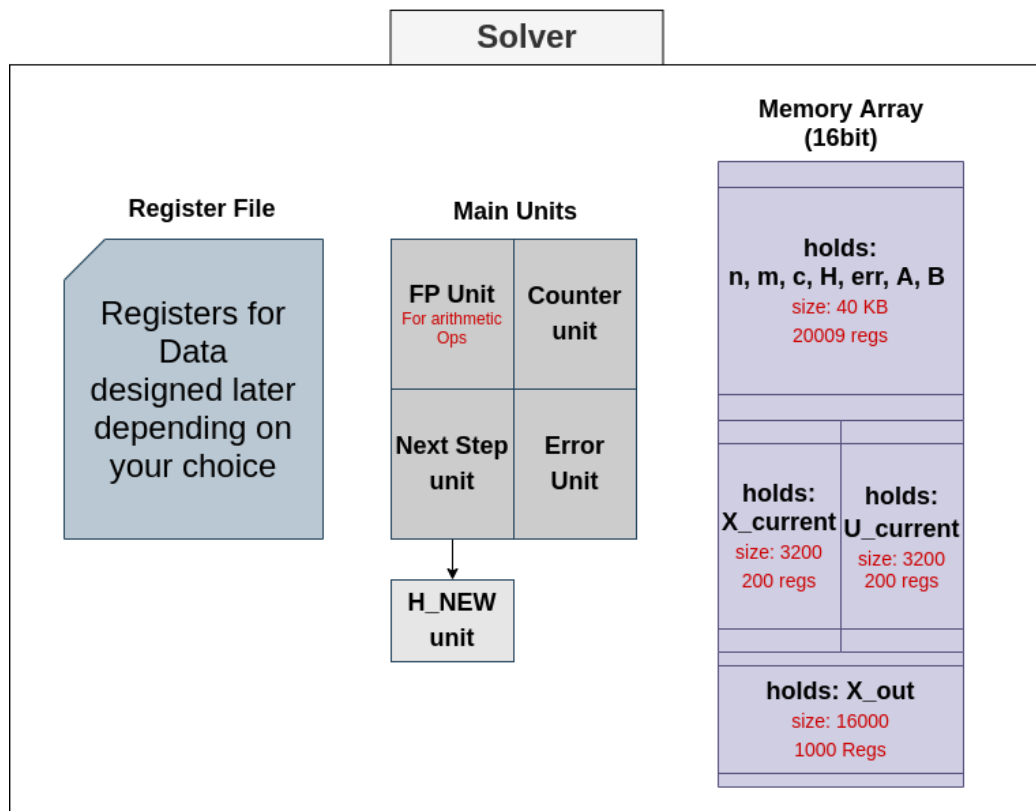 Solver
Register File
Registers for
Data
designed later
depending on
your choice
Main Units
FP Unit
For arithmetic
Ops
Counter
unit
Next Step
unit
Error
Unit
H_NEW
unit
Memory Array
(16bit)
holds:
n, m, c, H, err, A, B
size: 40 KB
20009 regs
holds:
X_current
size: 3200
200 regs
holds:
U_current
size: 3200
200 regs
holds: X_out
size: 16000
1000 Regs